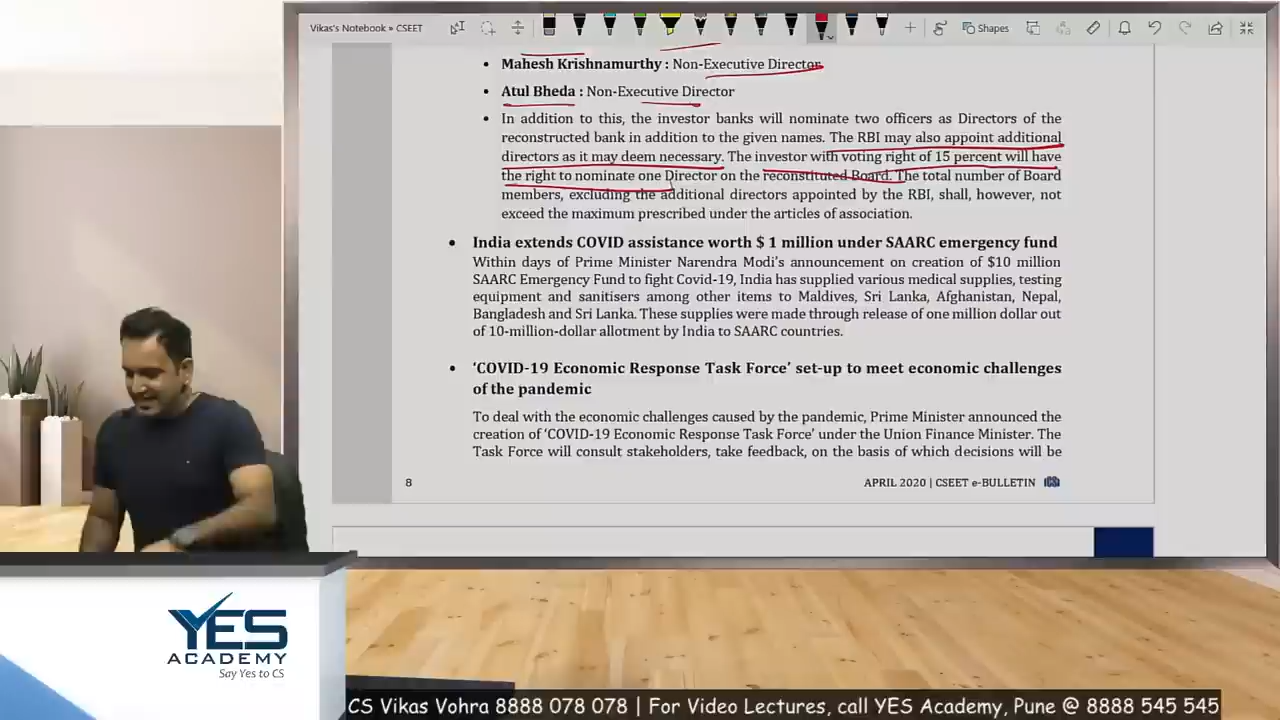 Vikas's Notebook » CSEET
Shapes
• Mahesh Krishnamurthy : Non-Executive Director
• Atul Bheda : Non-Executive Director
• In addition to this, the investor banks will nominate two officers as Directors of the
reconstructed bank in addition to the given names. The RBI may also appoint additional
directors as it may deem necessary. The investor with voting right of 15 percent will have
the right to nominate one Director on the reconstituted Board. The total number of Board
members, excluding the additional directors appointed by the RBI, shall, however, not
exceed the maximum prescribed under the articles of association.
• India extends COVID assistance worth $ 1 million under SAARC emergency fund
Within days of Prime Minister Narendra Modi's announcement on creation of $10 million
SAARC Emergency Fund to fight Covid-19, India has supplied various medical supplies, testing
equipment and sanitisers among other items to Maldives, Sri Lanka, Afghanistan, Nepal,
Bangladesh and Sri Lanka. These supplies were made through release of one million dollar out
of 10-million-dollar allotment by India to SAARC countries.
• 'COVID-19 Economic Response Task Force' set-up to meet economic challenges
of the pandemic
To deal with the economic challenges caused by the pandemic, Prime Minister announced the
creation of 'COVID-19 Economic Response Task Force' under the Union Finance Minister. The
Task Force will consult stakeholders, take feedback, on the basis of which decisions will be
8 APRIL 2020 | CSEET e-BULLETIN
YES
ACADEMY
Say Yes to CS
CS Vikas Vohra 8888 078 078 | For Video Lectures, call YES Academy, Pune @ 8888 545 545